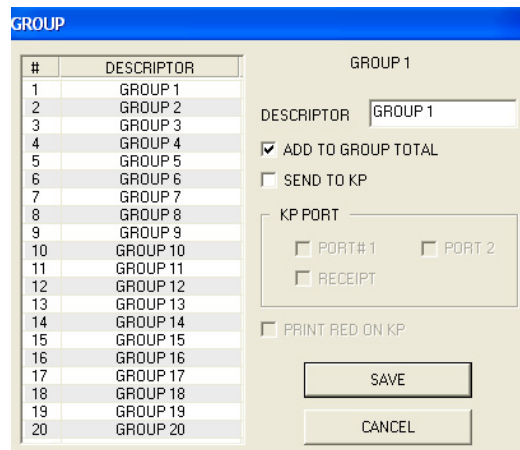 GROUP
# DESCRIPTOR
1 GROUP 1
2 GROUP 2
3 GROUP 3
4 GROUP 4
5 GROUP 5
6 GROUP 6
7 GROUP 7
8 GROUP 8
9 GROUP 9
10 GROUP 10
11 GROUP 11
12 GROUP 12
13 GROUP 13
14 GROUP 14
15 GROUP 15
16 GROUP 16
17 GROUP 17
18 GROUP 18
19 GROUP 19
20 GROUP 20
GROUP 1
DESCRIPTOR GROUP 1
ADD TO GROUP TOTAL
SEND TO KP
KP PORT
PORT# 1 PORT 2
RECEIPT
PRINT RED ON KP
SAVE
CANCEL